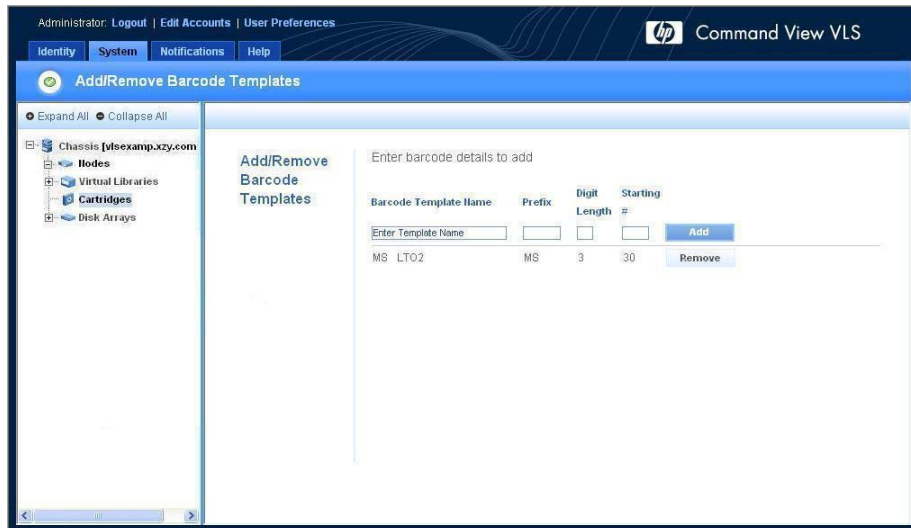 Administrator: Logout | Edit Accounts | User Preferences
hp Command View VLS
Identity System Notifications Help
Add/Remove Barcode Templates
Expand All Collapse All
Chassis [vlsexamp.xzy.com
Nodes
Virtual Libraries
Cartridges
Disk Arrays
Add/Remove
Barcode
Templates
Enter barcode details to add
Barcode Template Name Prefix Digit Length Starting #
Enter Template Name Add
MS LTO2 MS 3 30 Remove